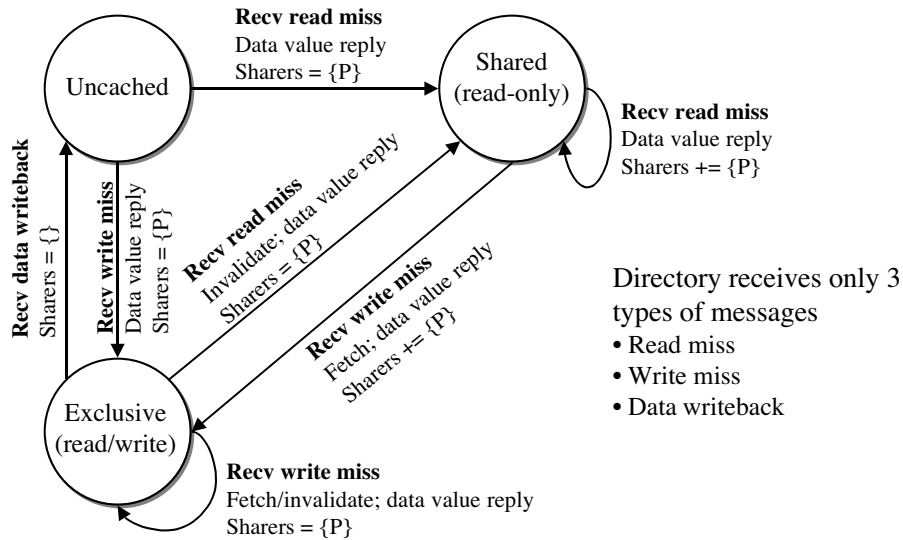 Recv read miss
Data value reply
Sharers = {P}
Uncached
Shared
(read-only)
Recv read miss
Data value reply
Sharers += {P}
Recv data writeback
Sharers = {}
Recv write miss
Data value reply
Sharers = {P}
Recv read miss
Invalidate; data value reply
Sharers = {P}
Recv write miss
Fetch; data value reply
Sharers += {P}
Directory receives only 3
types of messages
• Read miss
• Write miss
• Data writeback
Exclusive
(read/write)
Recv write miss
Fetch/invalidate; data value reply
Sharers = {P}